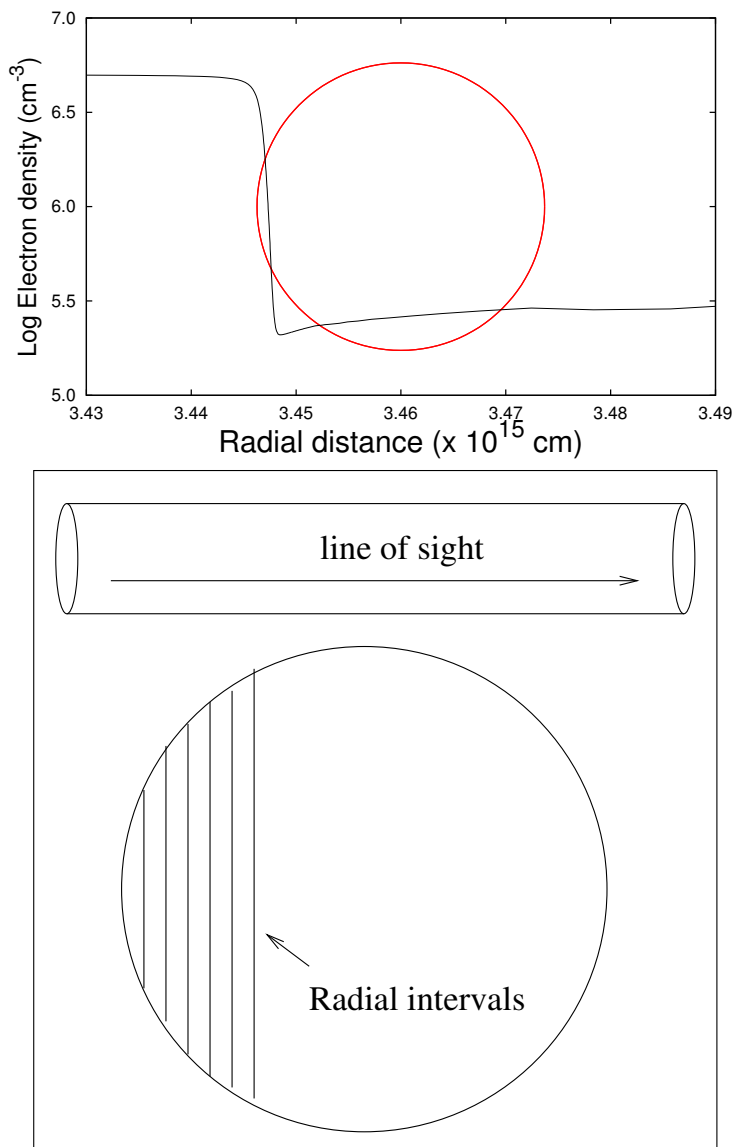 Log Electron density (cm⁻³)
7.0
6.5
6.0
5.5
5.0
3.43 3.44 3.45 3.46 3.47 3.48 3.49
Radial distance (x 10¹⁵ cm)
line of sight
Radial intervals